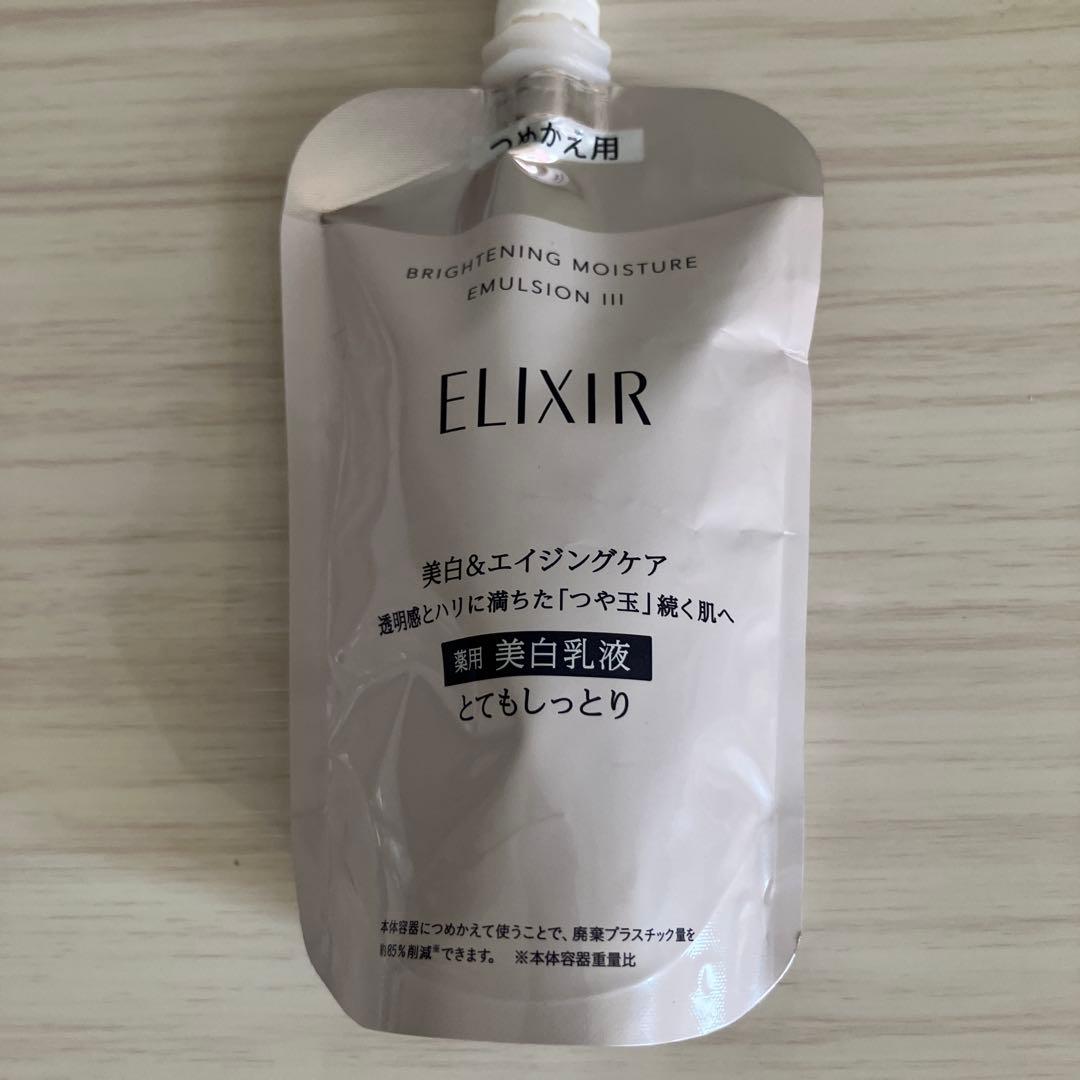 つめかえ用
BRIGHTENING MOISTURE
EMULSION III
ELIXIR
美白&エイジングケア
透明感とハリに満ちた「つや玉」続く肌へ
薬用 美白乳液
とてもしっとり
本体容器につめかえて使うことで、廃棄プラスチック量を
約85%削減※できます。 ※本体容器重量比